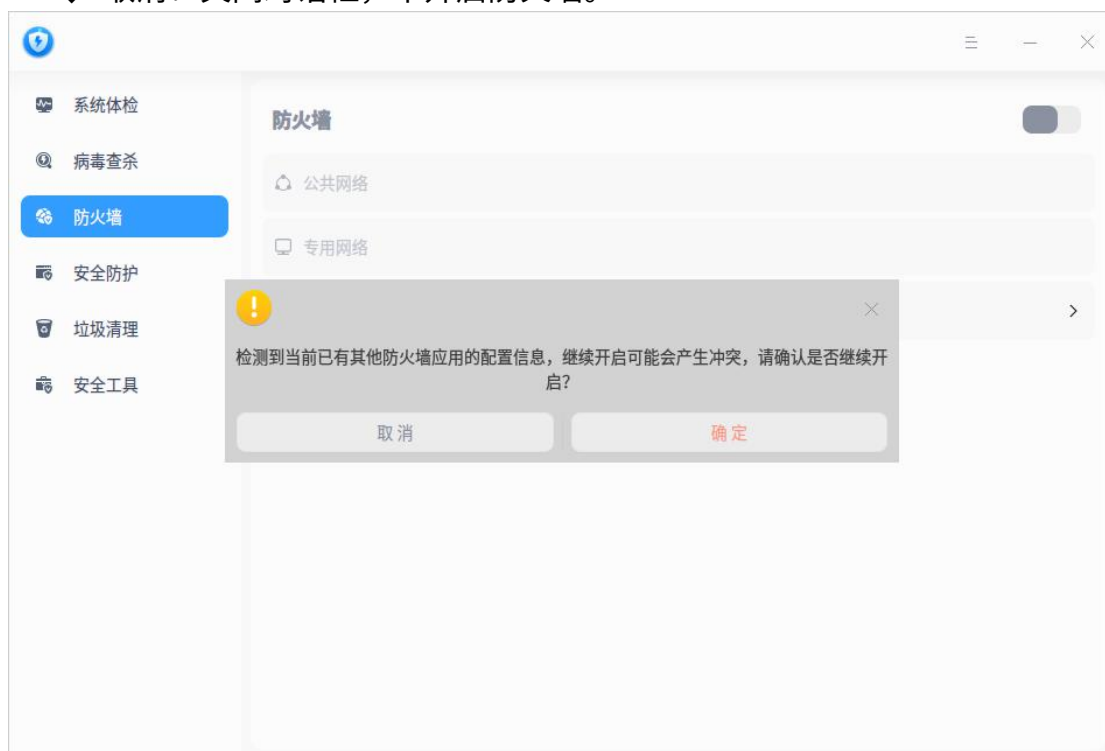 系统体检
病毒查杀
防火墙
安全防护
垃圾清理
安全工具
防火墙
公共网络
专用网络
检测到当前已有其他防火墙应用的配置信息，继续开启可能会产生冲突，请确认是否继续开
启？
取消
确定